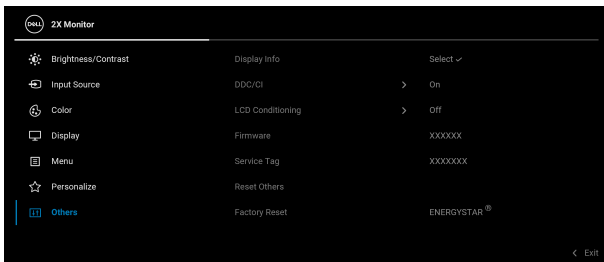 DELL 2X Monitor
Brightness/Contrast Display Info Select ✓
Input Source DDC/CI > On
Color LCD Conditioning > Off
Display Firmware XXXXXX
Menu Service Tag XXXXXXX
Personalize Reset Others
Others Factory Reset ENERGYSTAR ®
< Exit